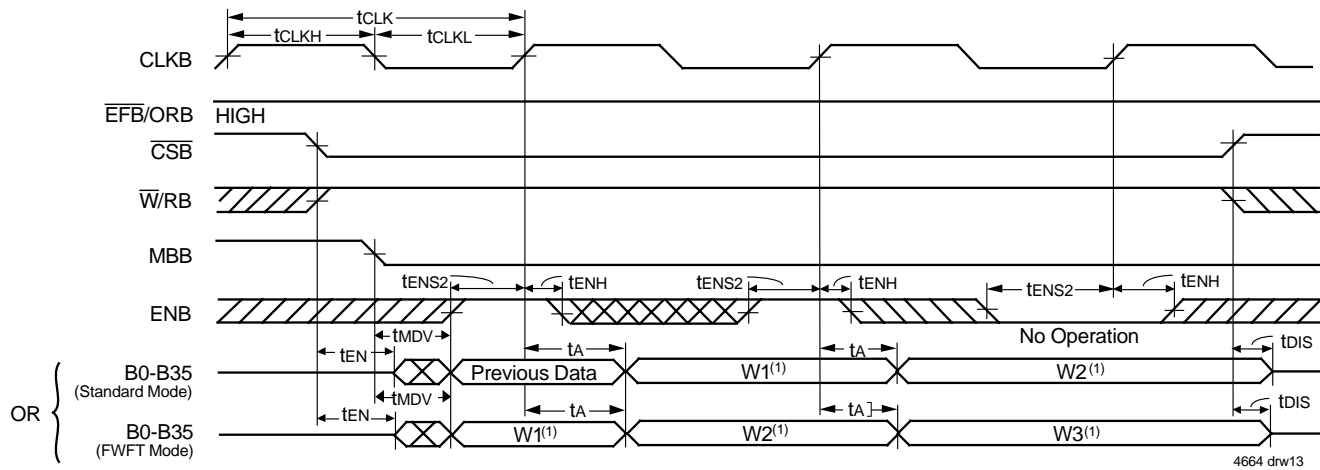 tCLK
tCLKH tCLKL
CLKB
EFB/ORB HIGH
CSB
W/RB
MBB
tENS2 tENH tENS2 tENH tENS2 tENH
ENB
No Operation
tMDV
tEN tA tA tDIS
B0-B35 Previous Data W1(1) W2(1)
(Standard Mode)
OR
tMDV
tEN tA tA tDIS
B0-B35 W1(1) W2(1) W3(1)
(FWFT Mode)
4664 drw13